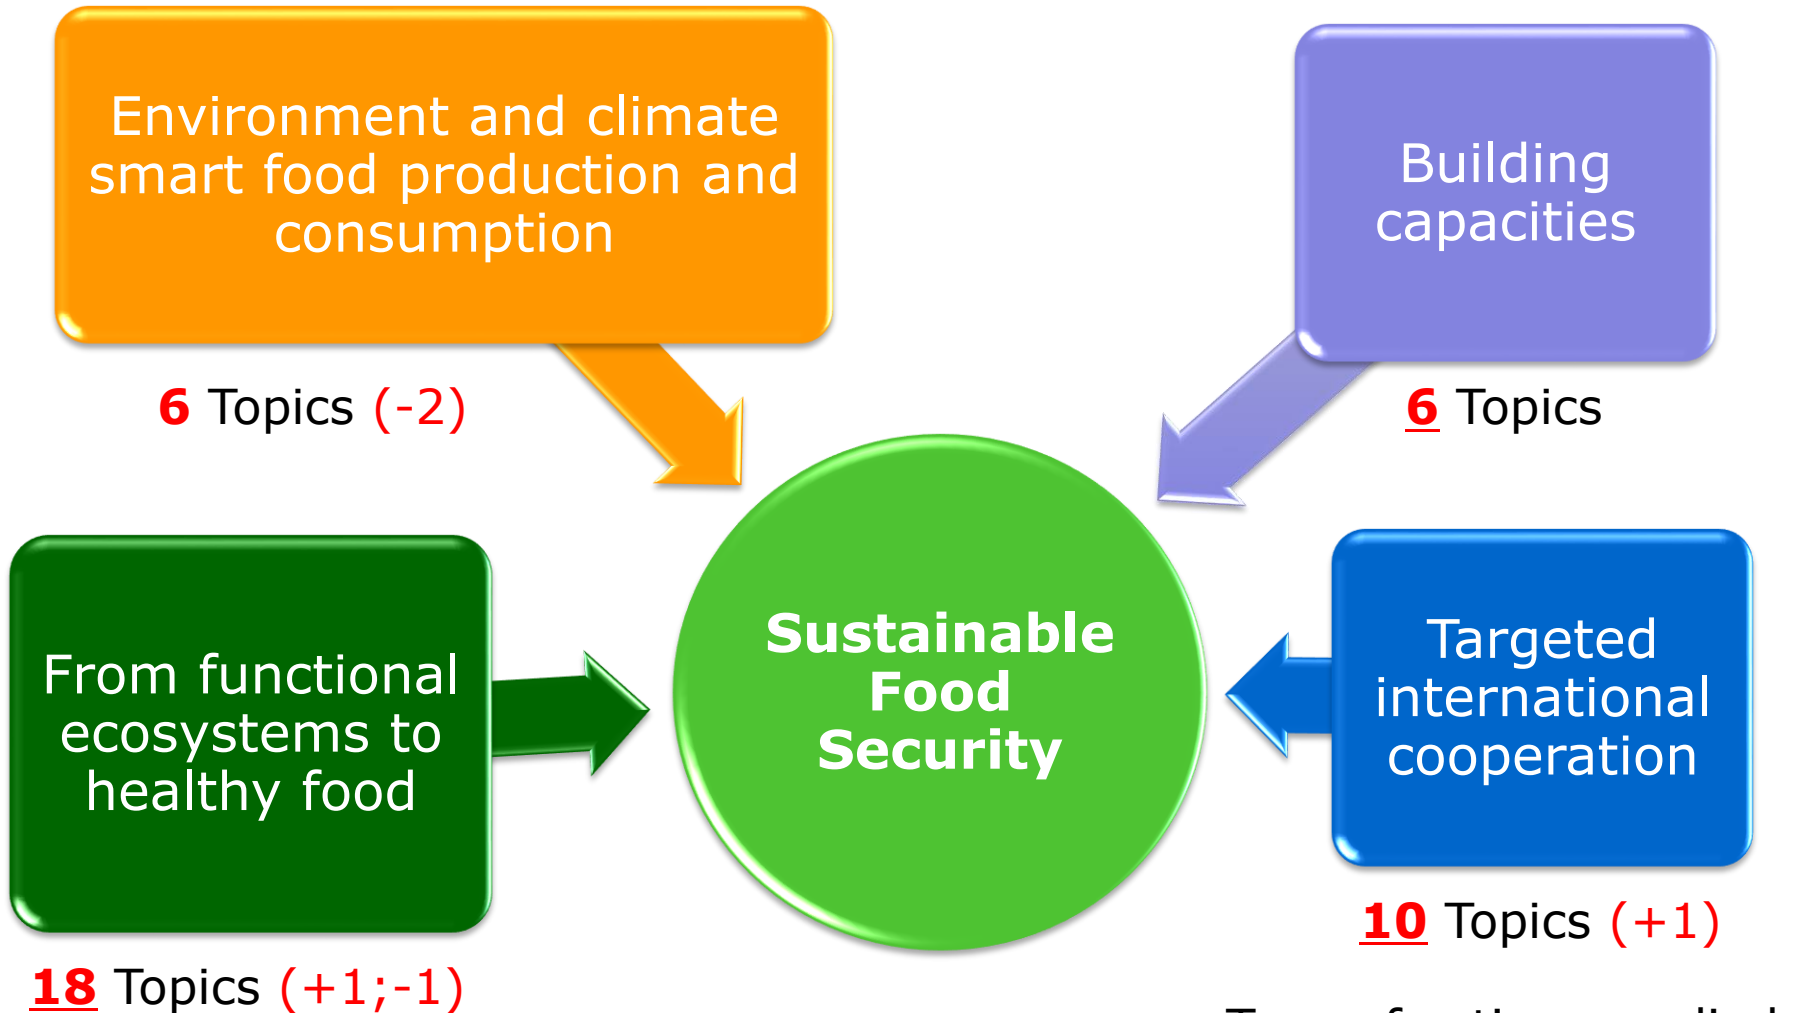 Environment and climate
smart food production and
consumption
6 Topics (-2)
Building
capacities
6 Topics
From functional
ecosystems to
healthy food
18 Topics (+1;-1)
Sustainable
Food
Security
Targeted
international
cooperation
10 Topics (+1)